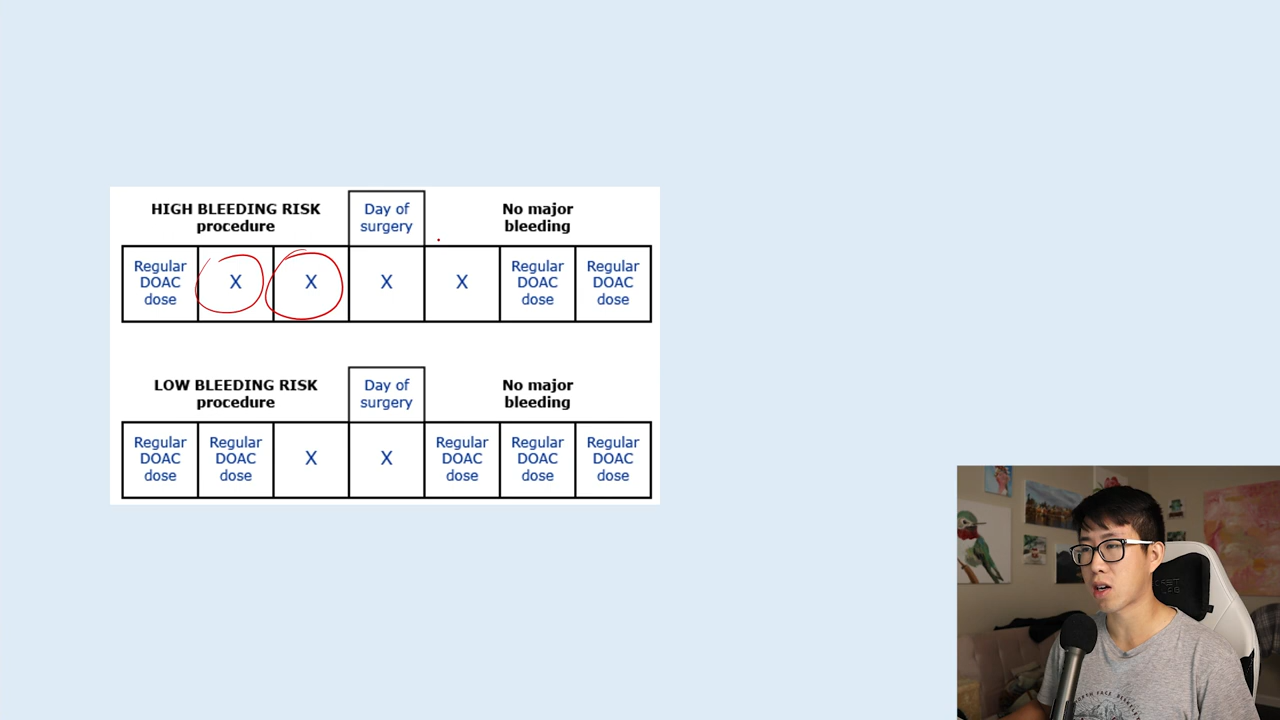 HIGH BLEEDING RISK
procedure
Day of
surgery
No major
bleeding
Regular
DOAC
dose
X
X
X
X
Regular
DOAC
dose
Regular
DOAC
dose
LOW BLEEDING RISK
procedure
Day of
surgery
No major
bleeding
Regular
DOAC
dose
Regular
DOAC
dose
X
X
Regular
DOAC
dose
Regular
DOAC
dose
Regular
DOAC
dose